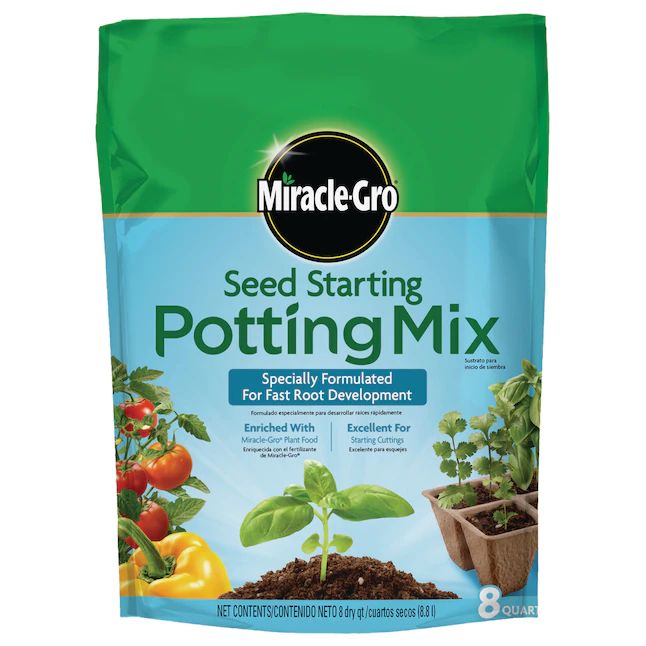 Miracle-Gro®
Seed Starting
Potting Mix
Sustrato para
inicio de siembra
Specially Formulated
For Fast Root Development
Formulado especialmente para desarrollar raíces rápidamente
Enriched With
Miracle-Gro® Plant Food
Enriquecida con el fertilizante
de Miracle-Gro®
Excellent For
Starting Cuttings
Excelente para esquejes
NET CONTENTS/CONTENIDO NETO 8 dry qt/cuartos secos (8.8 l)
8 QUART